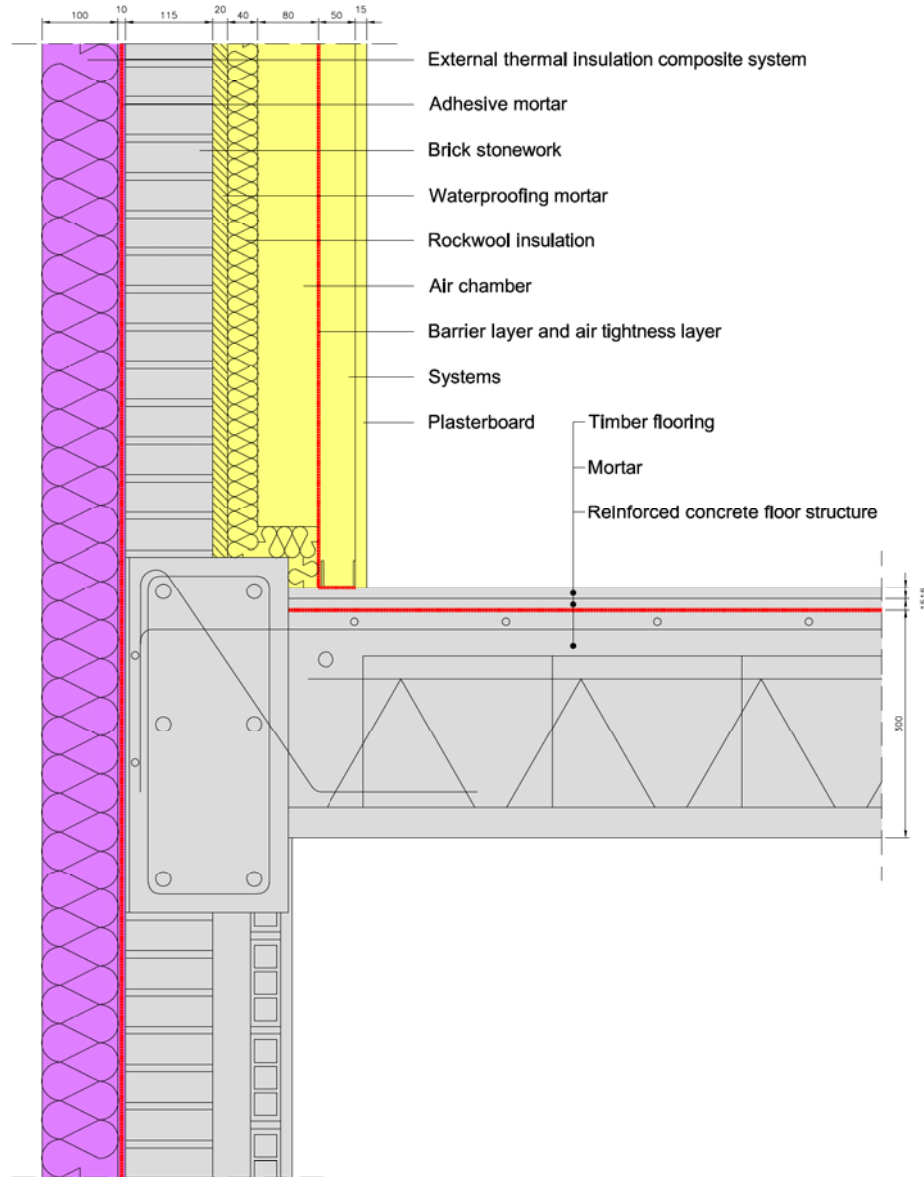 100 10 115 20 40 80 50 15
External thermal insulation composite system
Adhesive mortar
Brick stonework
Waterproofing mortar
Rockwool insulation
Air chamber
Barrier layer and air tightness layer
Systems
Plasterboard
Timber flooring
Mortar
Reinforced concrete floor structure
1515
300